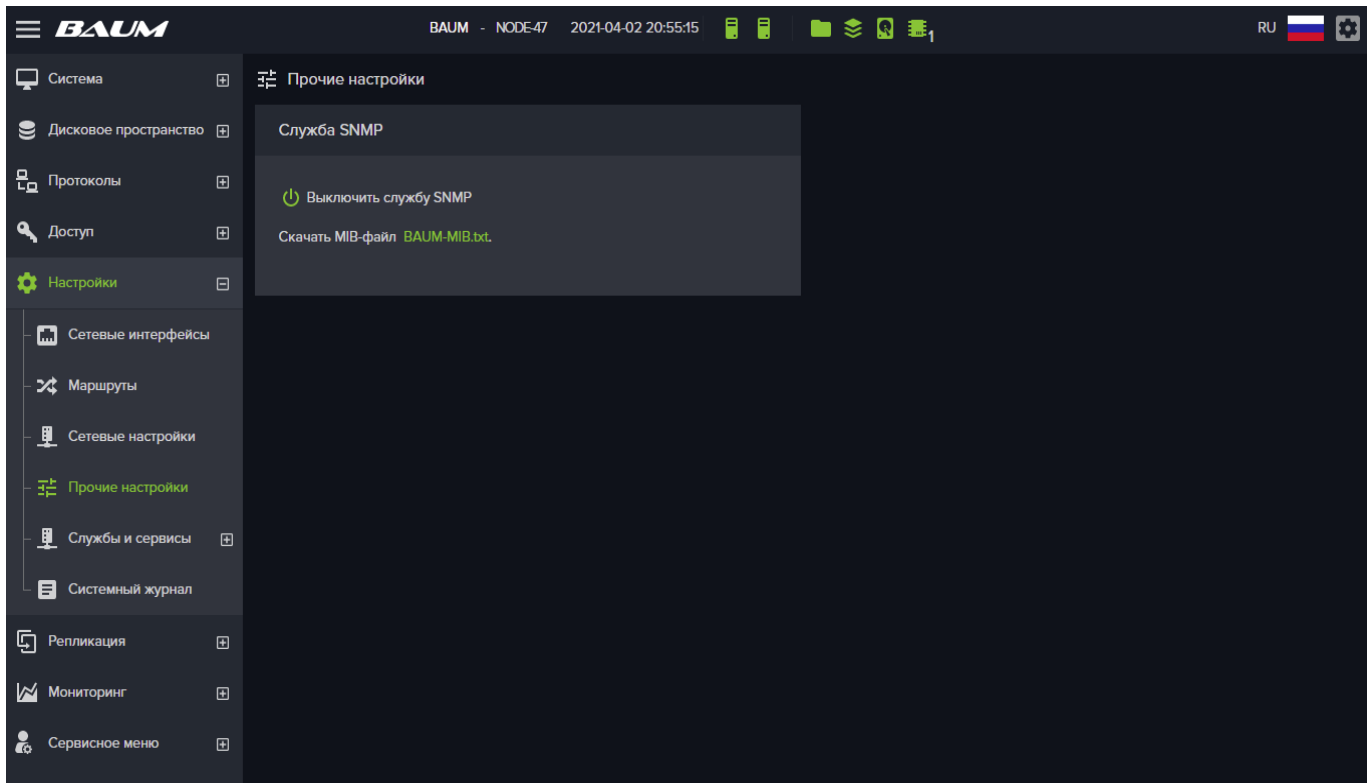 BAUM
BAUM - NODE-47 2021-04-02 20:55:15
1
RU
Система
Дисковое пространство
Протоколы
Доступ
Настройки
Сетевые интерфейсы
Маршруты
Сетевые настройки
Прочие настройки
Службы и сервисы
Системный журнал
Репликация
Мониторинг
Сервисное меню
Прочие настройки
Служба SNMP
Выключить службу SNMP
Скачать MIB-файл BAUM-MIB.txt.